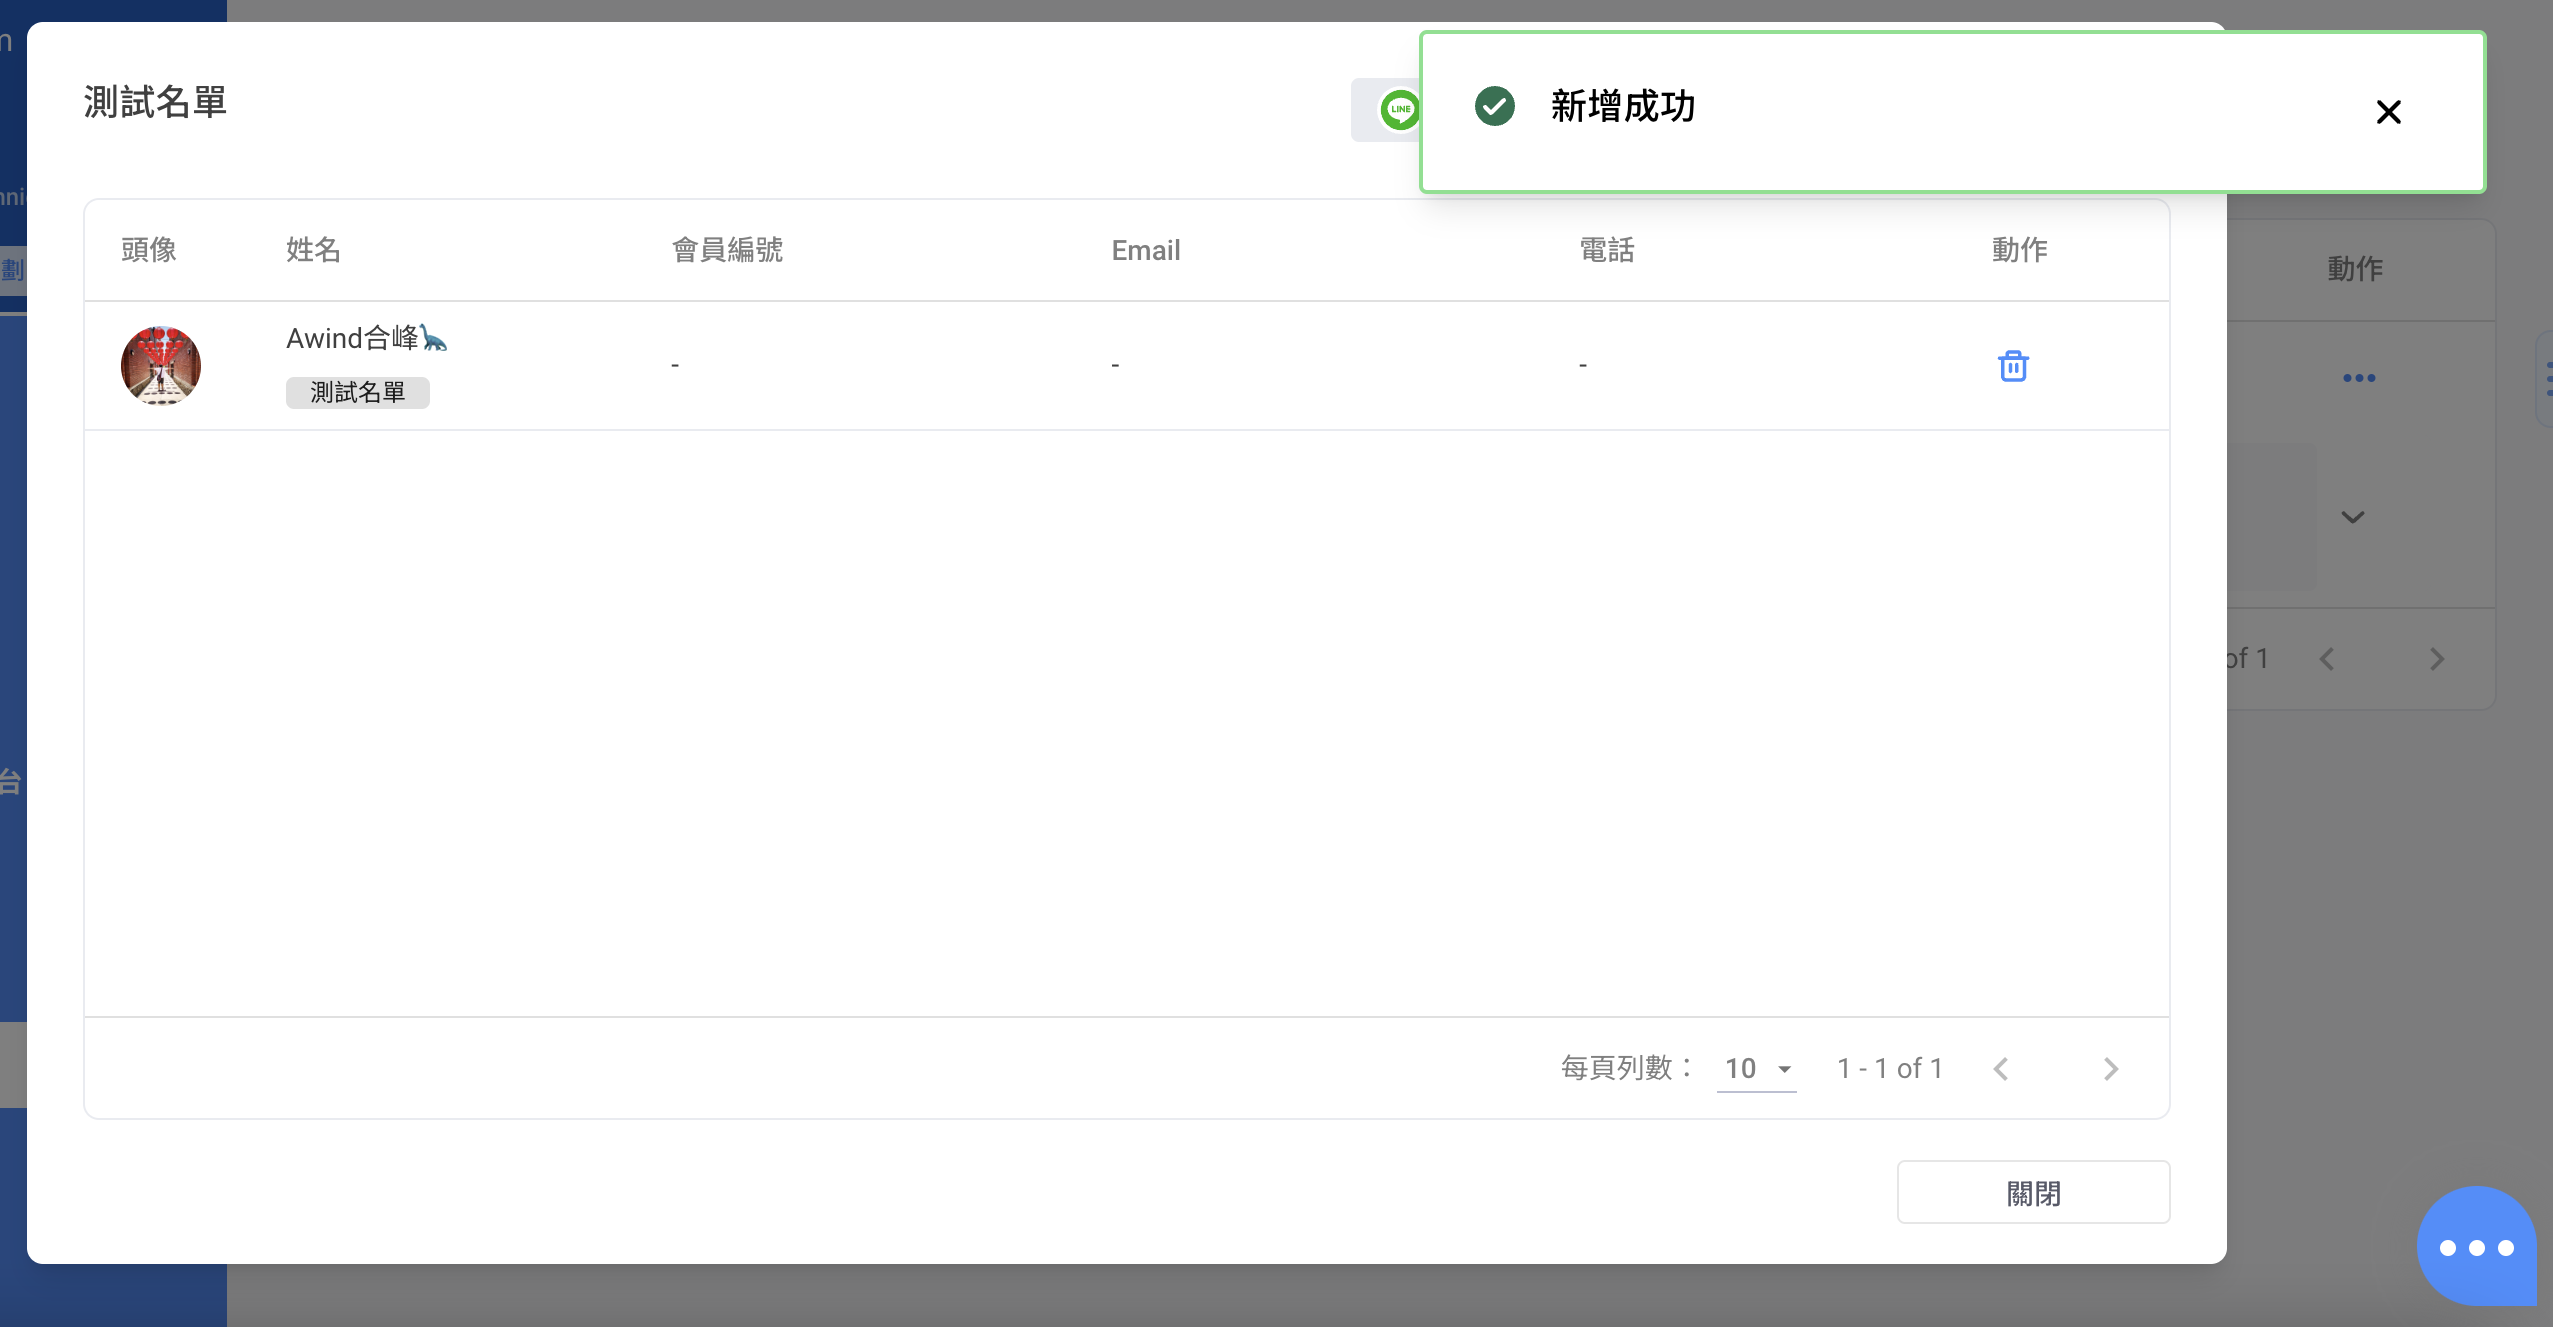 測試名單
LINE
新增成功
頭像 姓名 會員編號 Email 電話 動作
動作
Awind合峰🦕
測試名單
- - -
of 1
每頁列數： 10 1 - 1 of 1
關閉
劃
台